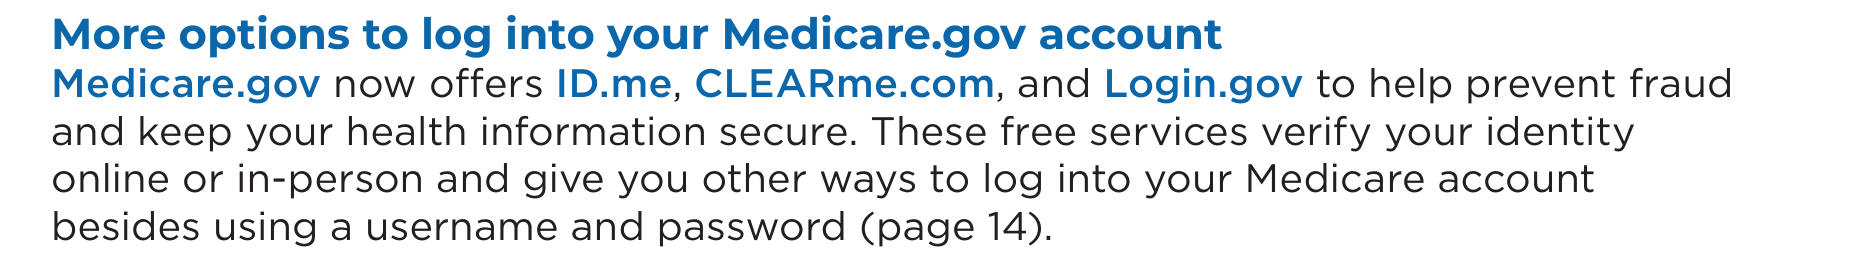 More options to log into your Medicare.gov account
Medicare.gov now offers ID.me, CLEARme.com, and Login.gov to help prevent fraud
and keep your health information secure. These free services verify your identity
online or in-person and give you other ways to log into your Medicare account
besides using a username and password (page 14).